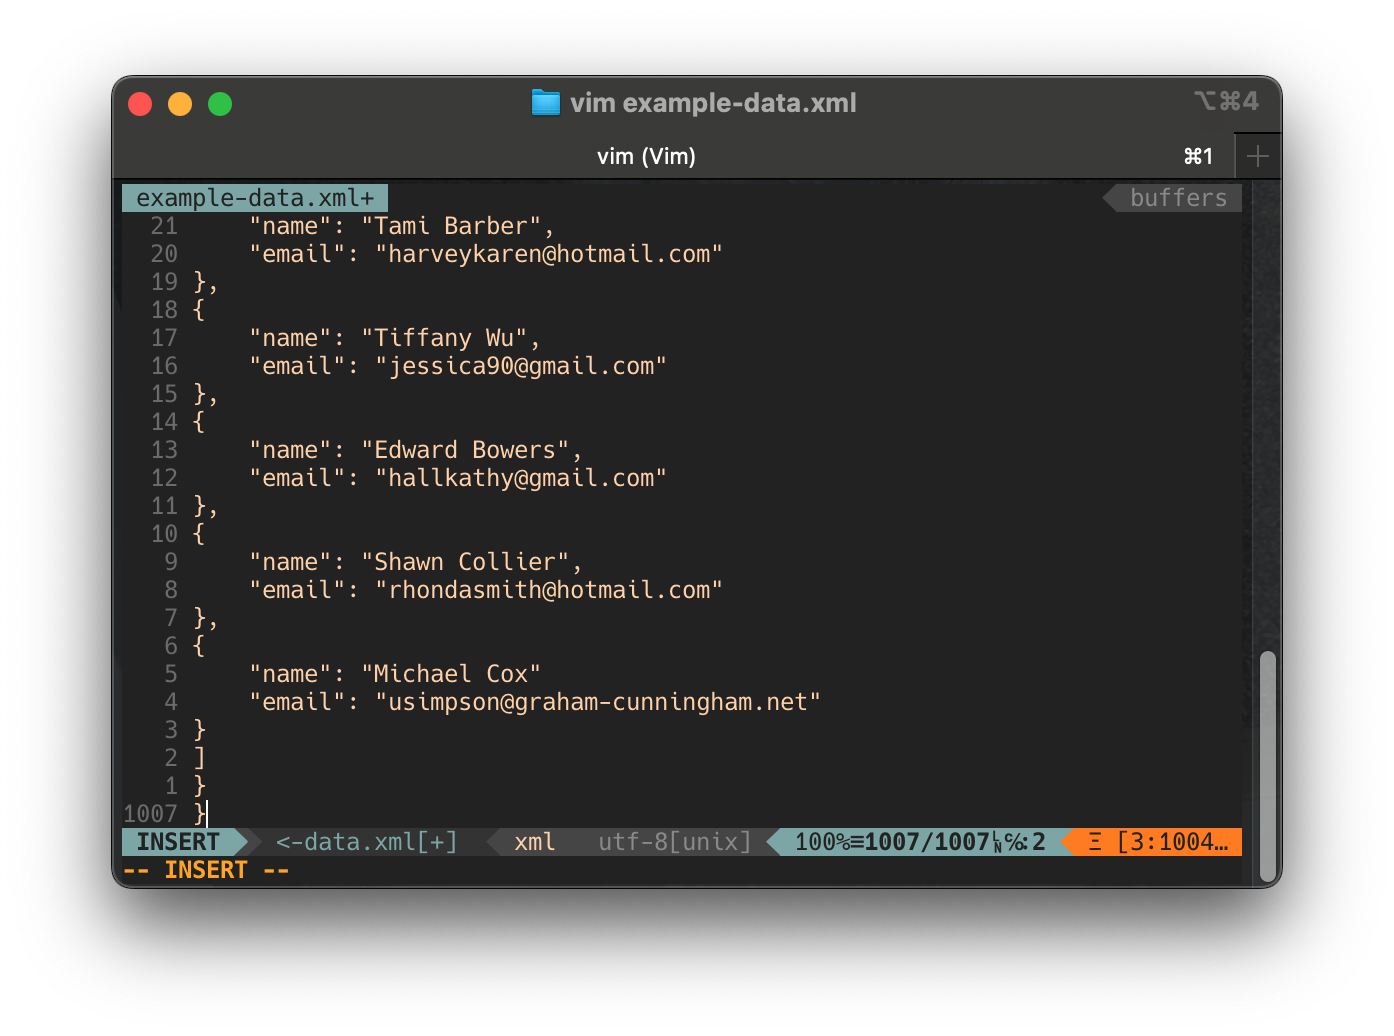 vim example-data.xml ⌥⌘4
vim (Vim) ⌘1 +
example-data.xml+ buffers
21 "name": "Tami Barber",
20 "email": "harveykaren@hotmail.com"
19 },
18 {
17 "name": "Tiffany Wu",
16 "email": "jessica90@gmail.com"
15 },
14 {
13 "name": "Edward Bowers",
12 "email": "hallkathy@gmail.com"
11 },
10 {
9 "name": "Shawn Collier",
8 "email": "rhondasmith@hotmail.com"
7 },
6 {
5 "name": "Michael Cox"
4 "email": "usimpson@graham-cunningham.net"
3 }
2 ]
1 }
1007 }
INSERT <-data.xml[+] xml utf-8[unix] 100%≡1007/1007␤℅:2 Ξ [3:1004…
-- INSERT --